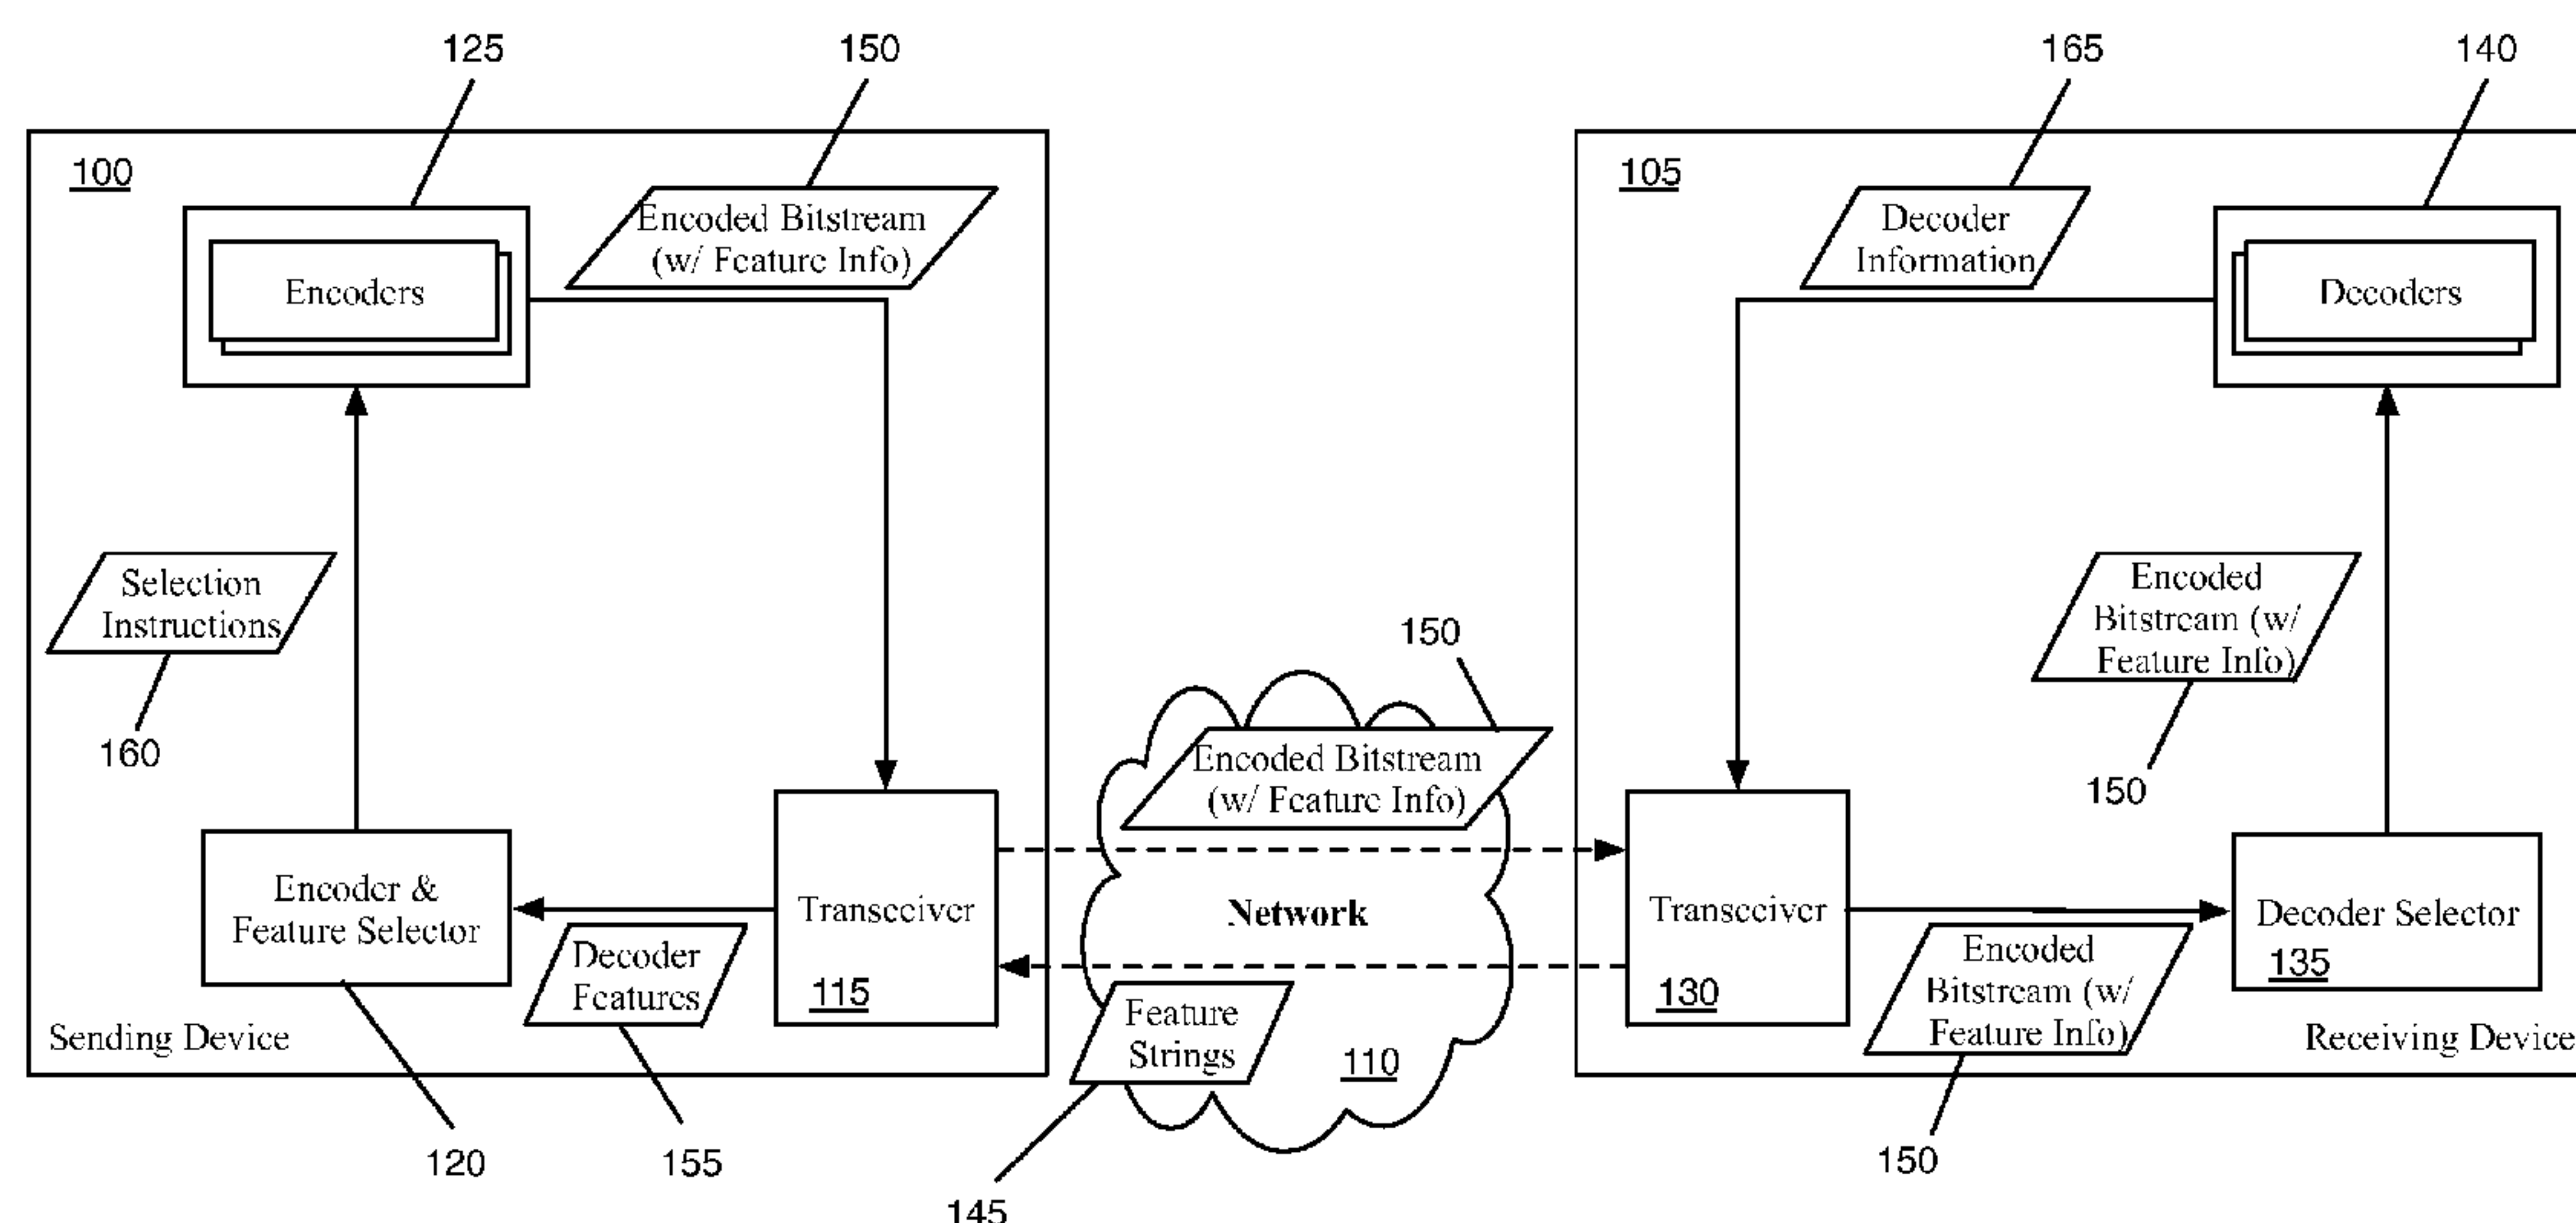 125
150
165
140
100
105
Encoded Bitstream
(w/ Feature Info)
Decoder
Information
Encoders
Decoders
Selection
Instructions
160
Encoded
Bitstream (w/
Feature Info)
150
150
Encoded Bitstream
(w/ Feature Info)
Encoder &
Feature Selector
Transceiver
115
Decoder
Features
Network
Transceiver
130
Decoder Selector
135
Encoded
Bitstream (w/
Feature Info)
Feature
Strings
110
Sending Device
Receiving Device
120
155
145
150